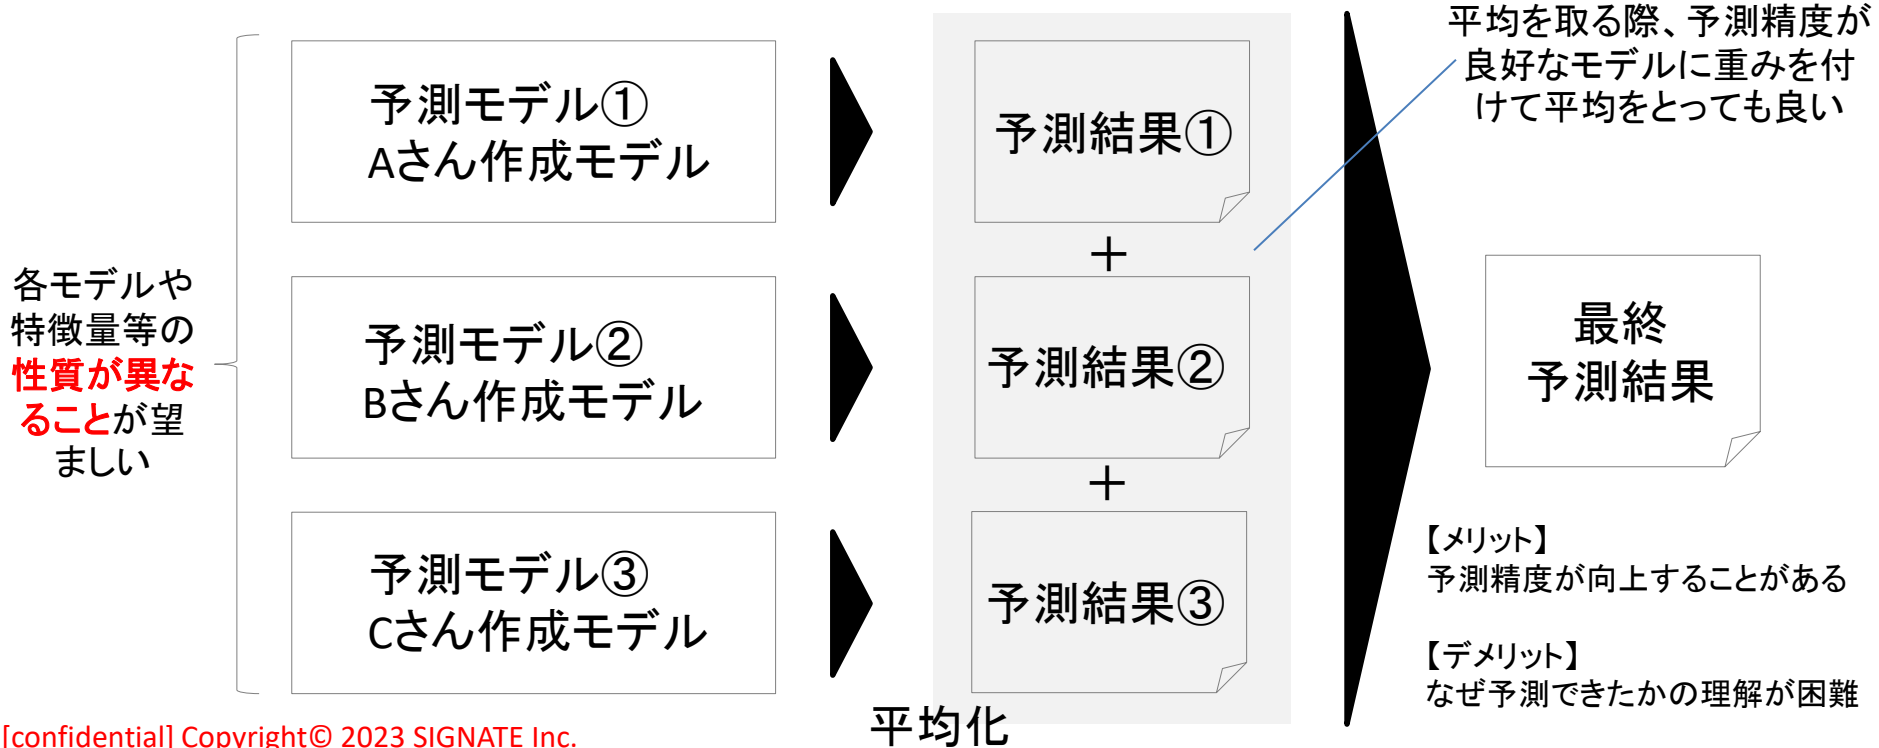 各モデルや
特徴量等の
性質が異な
ることが望
ましい
予測モデル①
Aさん作成モデル
予測モデル②
Bさん作成モデル
予測モデル③
Cさん作成モデル
予測結果①
＋
予測結果②
＋
予測結果③
平均化
平均を取る際、予測精度が
良好なモデルに重みを付
けて平均をとっても良い
最終
予測結果
【メリット】
予測精度が向上することがある
【デメリット】
なぜ予測できたかの理解が困難
[confidential] Copyright© 2023 SIGNATE Inc.